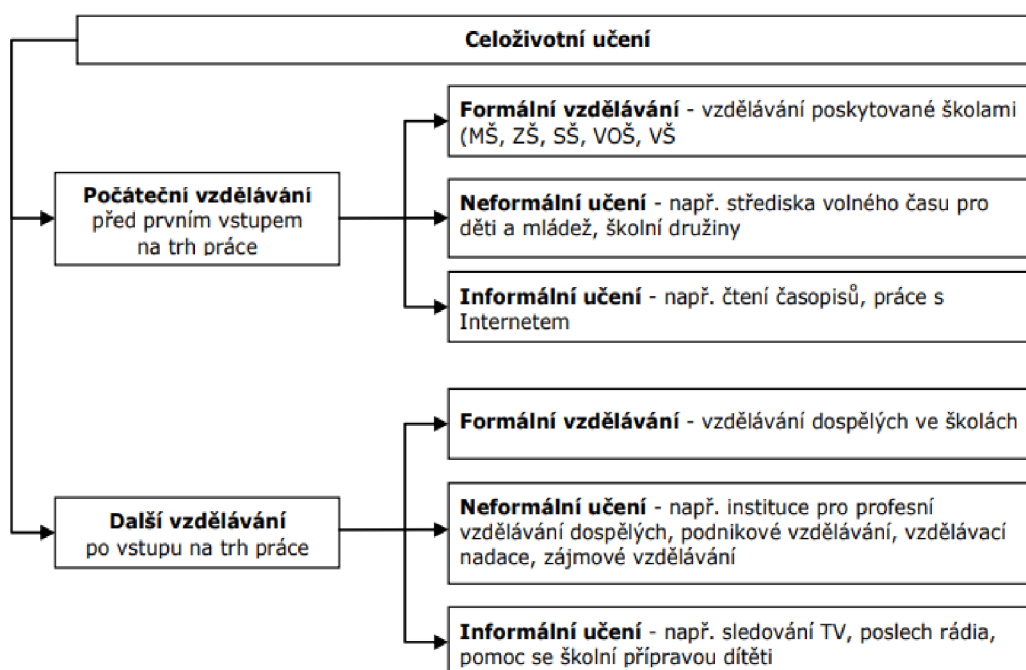 Celoživotní učení
Formální vzdělávání - vzdělávání poskytované školami
(MŠ, ZŠ, SŠ, VOŠ, VŠ
Počáteční vzdělávání
před prvním vstupem
na trh práce
Neformální učení - např. střediska volného času pro
děti a mládež, školní družiny
Informální učení - např. čtení časopisů, práce s
Internetem
Formální vzdělávání - vzdělávání dospělých ve školách
Další vzdělávání
po vstupu na trh práce
Neformální učení - např. instituce pro profesní
vzdělávání dospělých, podnikové vzdělávání, vzdělávací
nadace, zájmové vzdělávání
Informální učení - např. sledování TV, poslech rádia,
pomoc se školní přípravou dítěti